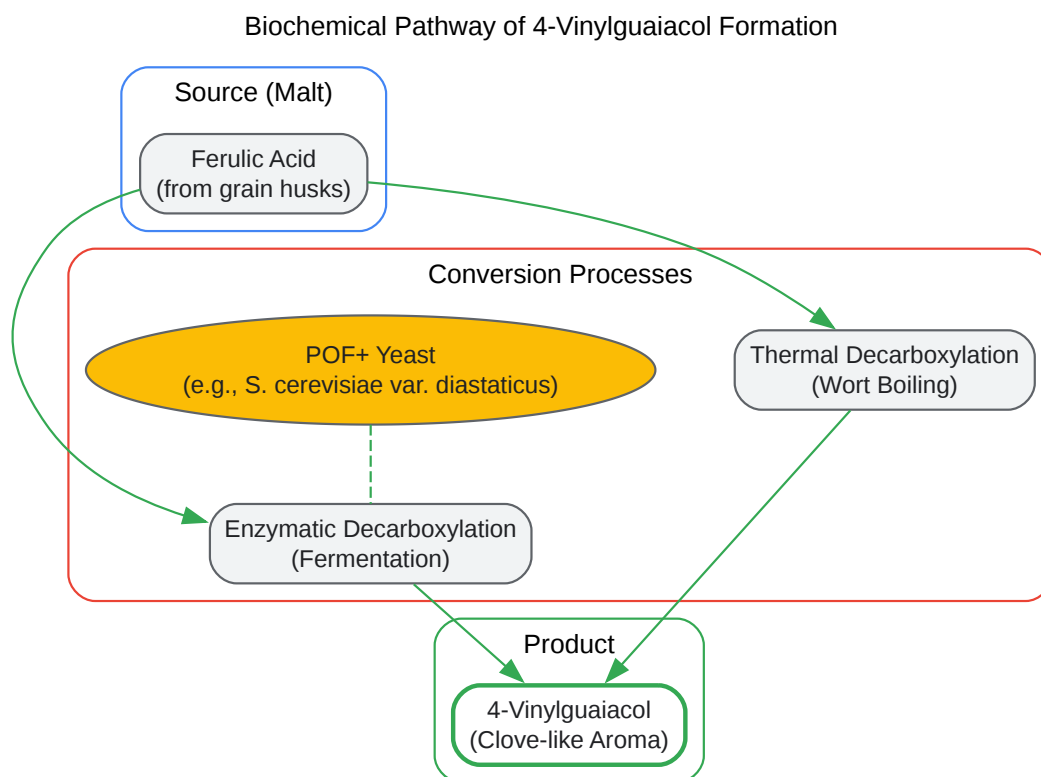 Biochemical Pathway of 4-Vinylguaiacol Formation
Source (Malt)
Ferulic Acid
(from grain husks)
Conversion Processes
POF+ Yeast
(e.g., S. cerevisiae var. diastaticus)
Thermal Decarboxylation
(Wort Boiling)
Enzymatic Decarboxylation
(Fermentation)
Product
4-Vinylguaiacol
(Clove-like Aroma)